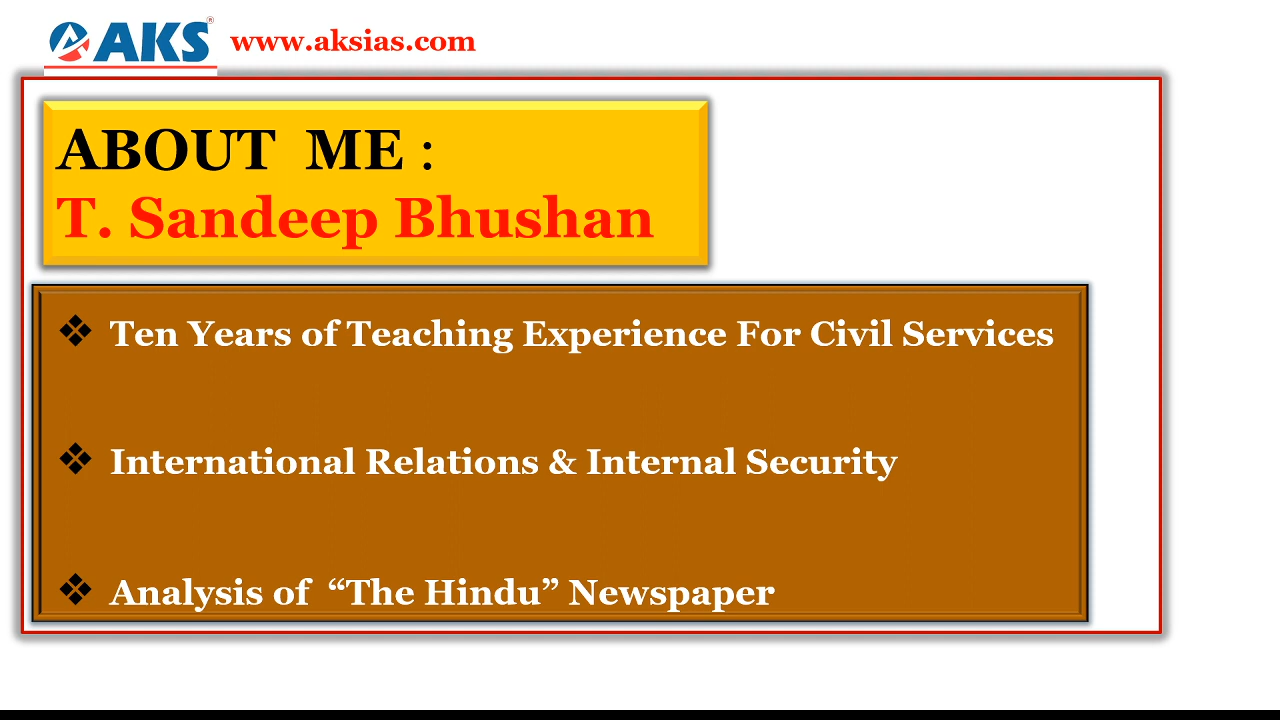 AKS® www.aksias.com
ABOUT ME :
T. Sandeep Bhushan
❖ Ten Years of Teaching Experience For Civil Services
❖ International Relations & Internal Security
❖ Analysis of “The Hindu” Newspaper